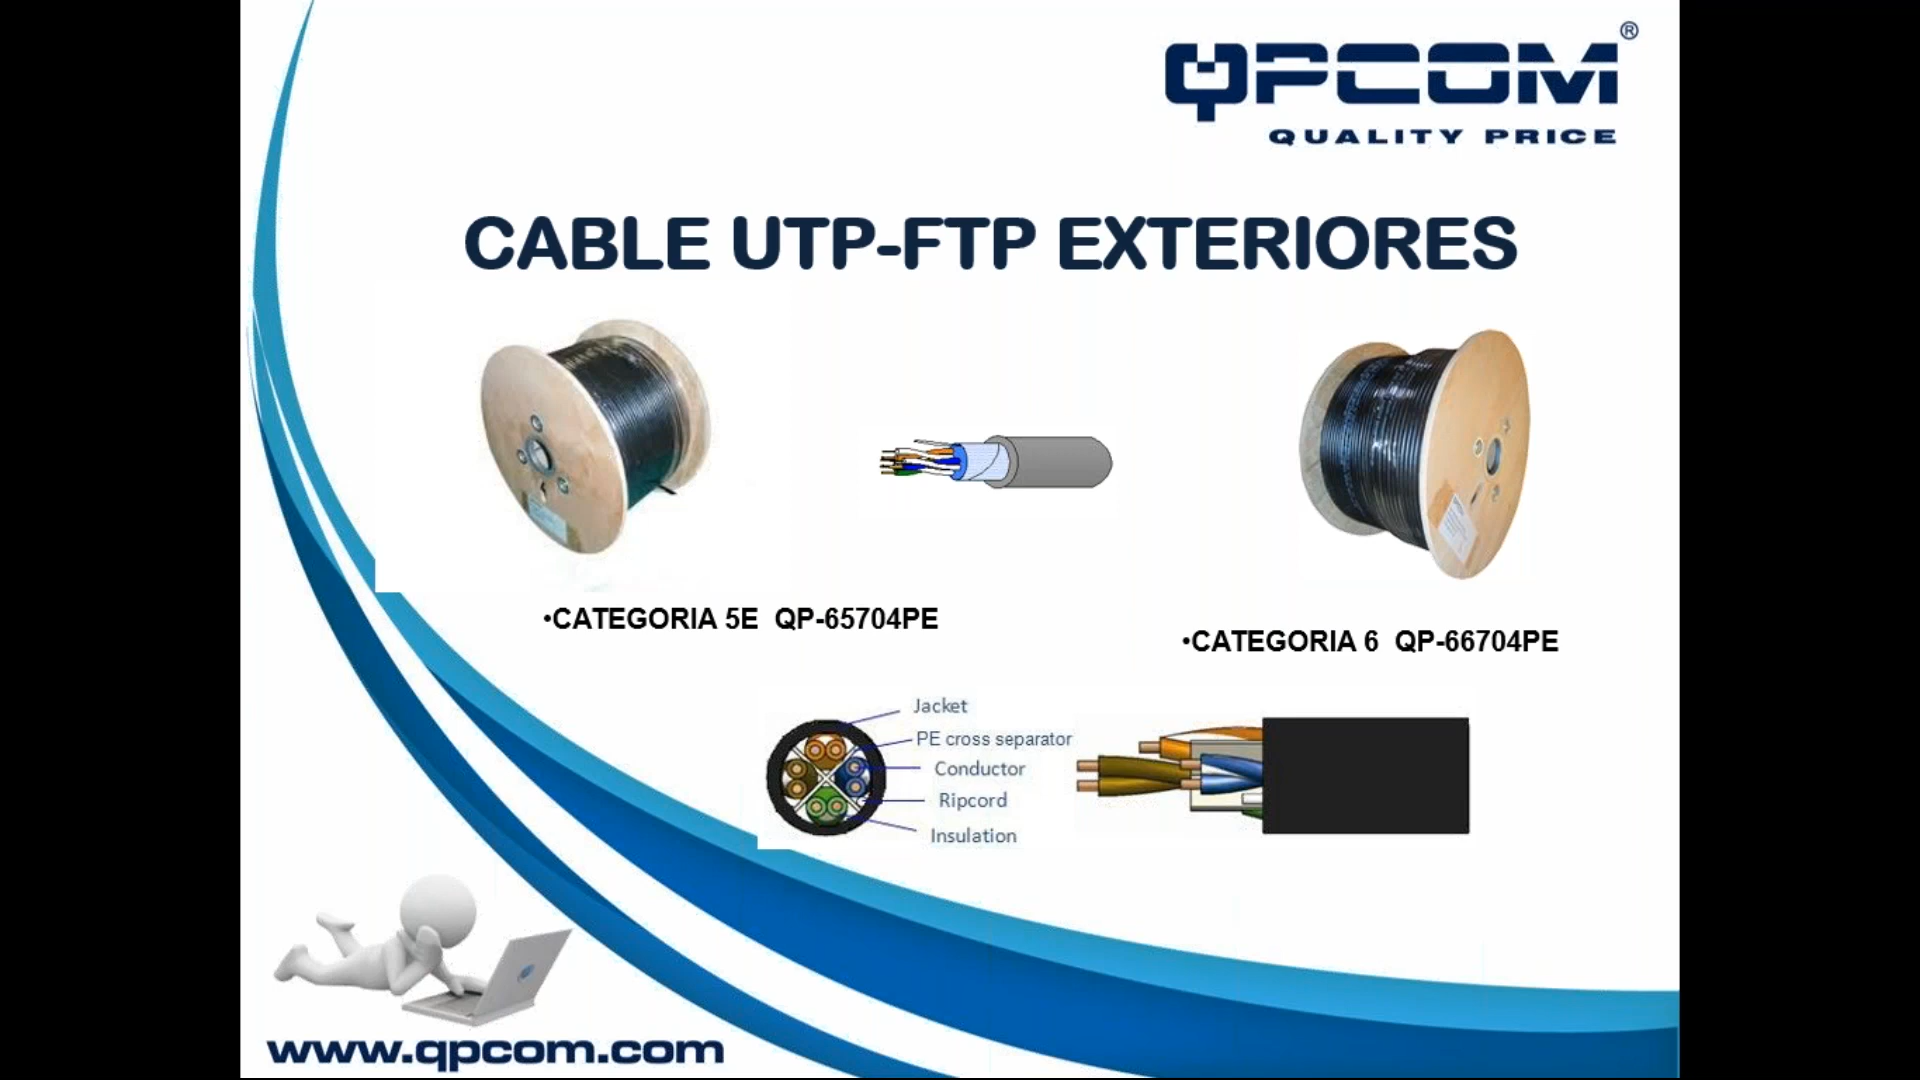 QPCOM®
QUALITY PRICE
CABLE UTP-FTP EXTERIORES
•CATEGORIA 5E QP-65704PE
•CATEGORIA 6 QP-66704PE
Jacket
PE cross separator
Conductor
Ripcord
Insulation
www.qpcom.com